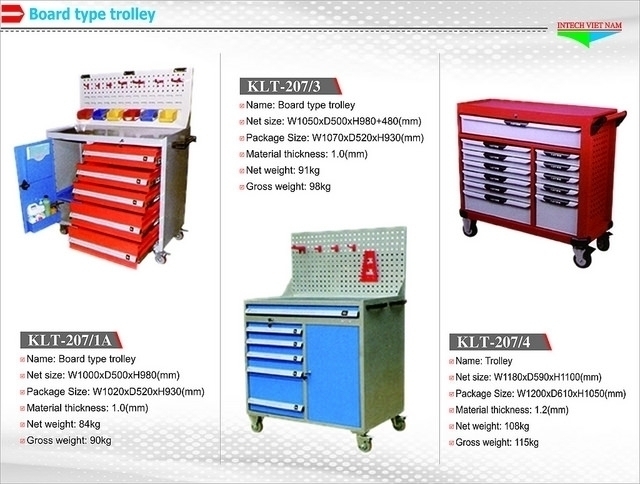 Board type trolley
INTECH VIET NAM
KLT-207/3
Name: Board type trolley
Net size: W1050xD500xH980+480(mm)
Package Size: W1070xD520xH930(mm)
Material thickness: 1.0(mm)
Net weight: 91kg
Gross weight: 98kg
KLT-207/1A
Name: Board type trolley
Net size: W1000xD500xH980(mm)
Package Size: W1020xD520xH930(mm)
Material thickness: 1.0(mm)
Net weight: 84kg
Gross weight: 90kg
KLT-207/4
Name: Trolley
Net size: W1180xD590xH1100(mm)
Package Size: W1200xD610xH1050(mm)
Material thickness: 1.2(mm)
Net weight: 108kg
Gross weight: 115kg